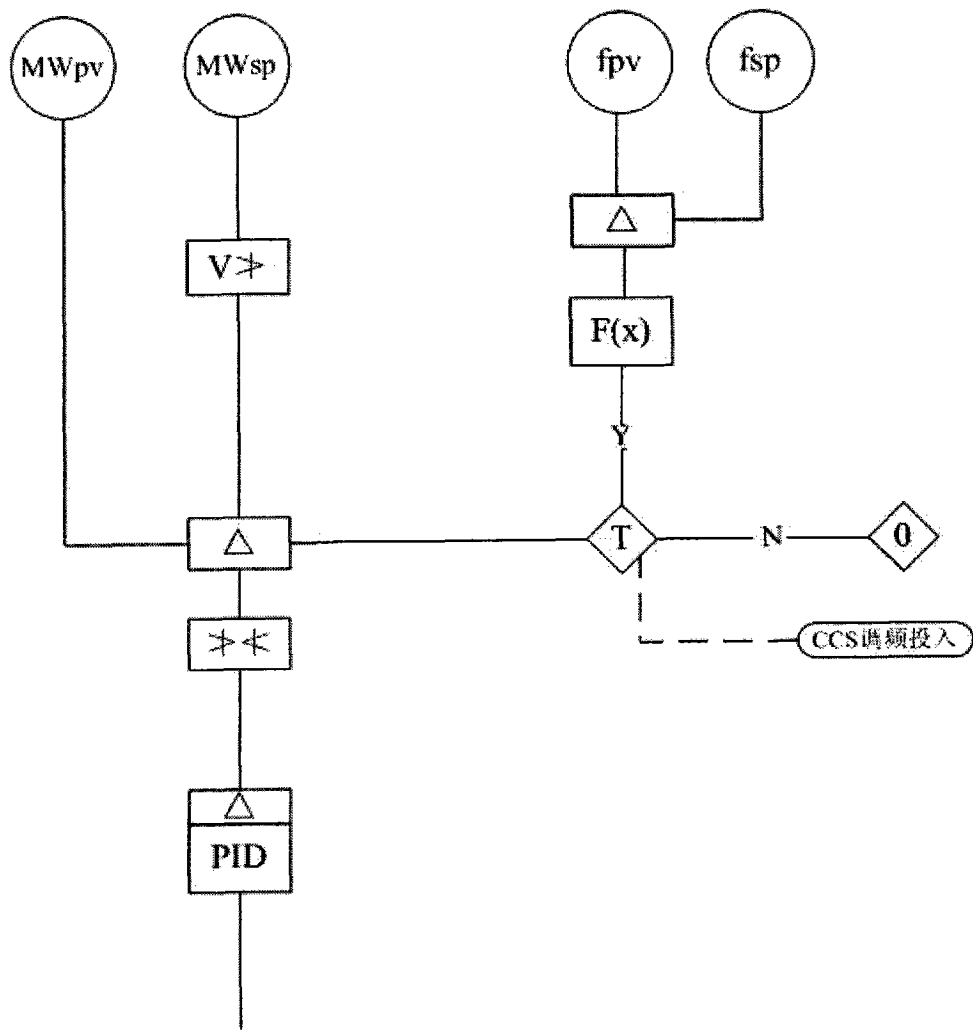 MWpv MWsp fpv fsp
△
V≯
F(x)
Y
△ T N 0
≯≮
CCS调频投入
△
PID